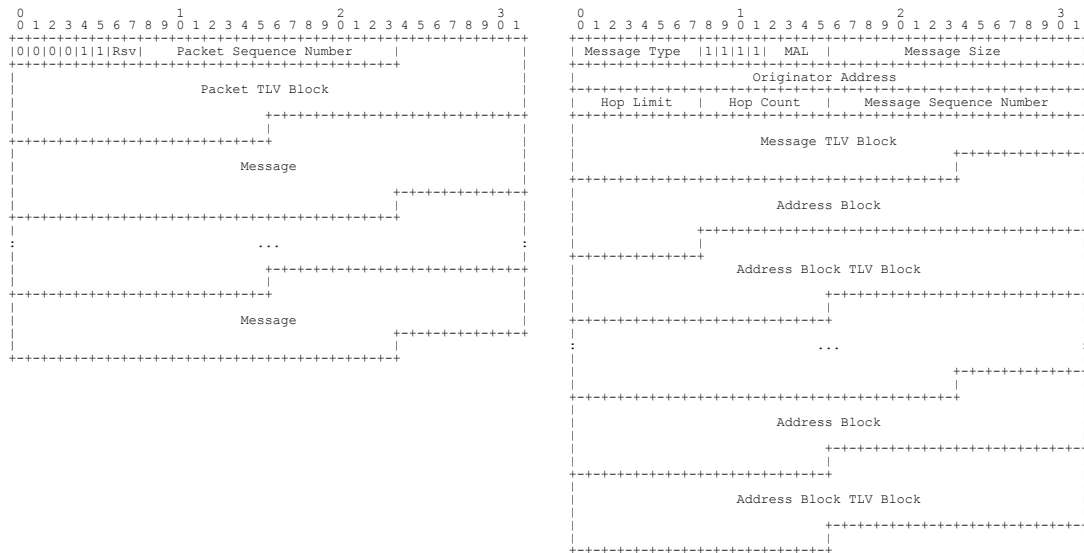 0 1 2 3
0 1 2 3 4 5 6 7 8 9 0 1 2 3 4 5 6 7 8 9 0 1 2 3 4 5 6 7 8 9 0 1
|0|0|0|0|1|1|Rsv| Packet Sequence Number |
Packet TLV Block
Message
: ... :
Message
0 1 2 3
0 1 2 3 4 5 6 7 8 9 0 1 2 3 4 5 6 7 8 9 0 1 2 3 4 5 6 7 8 9 0 1
| Message Type |1|1|1|1| MAL | Message Size
Originator Address
| Hop Limit | Hop Count | Message Sequence Number
Message TLV Block
Address Block
Address Block TLV Block
: ... :
Address Block
Address Block TLV Block